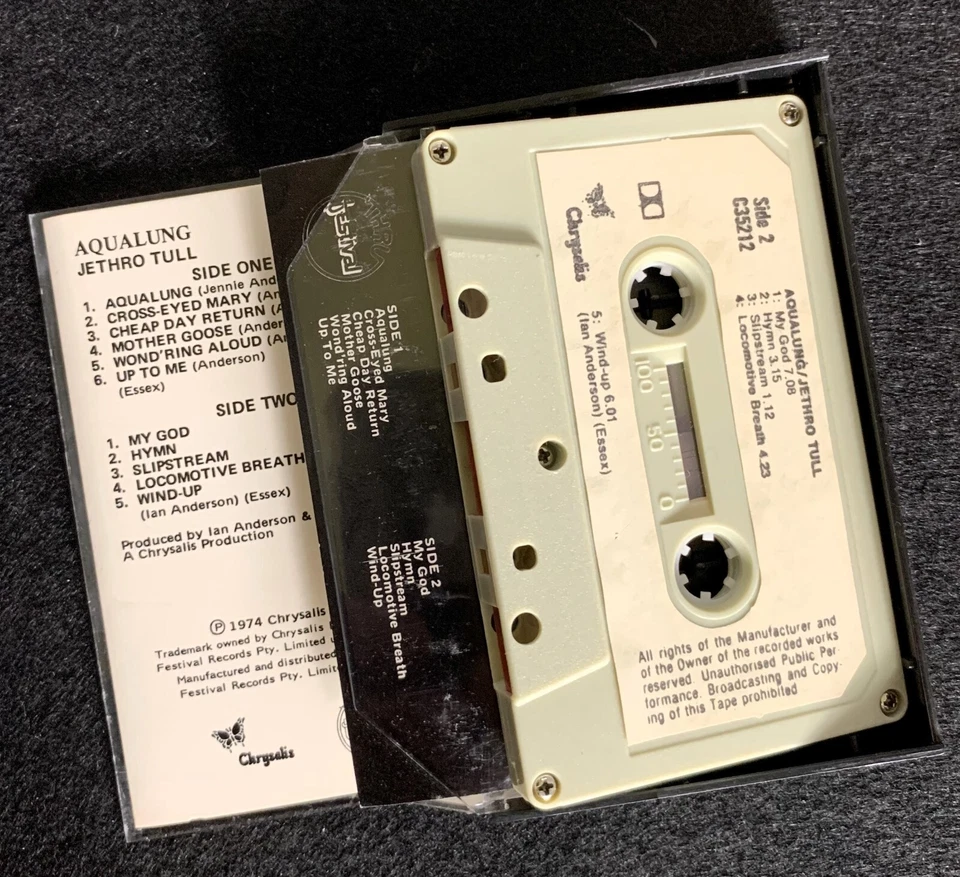 AQUALUNG
JETHRO TULL
SIDE ONE
1. AQUALUNG (Jennie And
2. CROSS-EYED MARY (An
3. CHEAP DAY RETURN (A
4. MOTHER GOOSE (Ander
5. WOND'RING ALOUD (A
6. UP TO ME (Anderson)
(Essex)
SIDE TWO
1. MY GOD
2. HYMN
3. SLIPSTREAM
4. LOCOMOTIVE BREATH
5. WIND-UP
(Ian Anderson) (Essex)
Produced by Ian Anderson &
A Chrysalis Production
Ⓟ 1974 Chrysalis
Trademark owned by Chrysalis
Festival Records Pty. Limited u
Manufactured and distributed
Festival Records Pty. Limit
Chrysalis
Festival
SIDE 1
Aqualung
Cross-Eyed Mary
Cheap Day Return
Mother Goose
Wond'ring Aloud
Up To Me
SIDE 2
My God
Hymn
Slipstream
Locomotive Breath
Wind-Up
Side 2
C35212
AQUALUNG/JETHRO TULL
1: My God 7.08
2: Hymn 3.15
3: Slipstream 1.12
4: Locomotive Breath 4.23
100 50 0
Chrysalis
5: Wind-up 6.01
(Ian Anderson) (Essex)
All rights of the Manufacturer and
of the Owner of the recorded works
reserved. Unauthorised Public Per-
formance, Broadcasting and Copy-
ing of this Tape prohibited